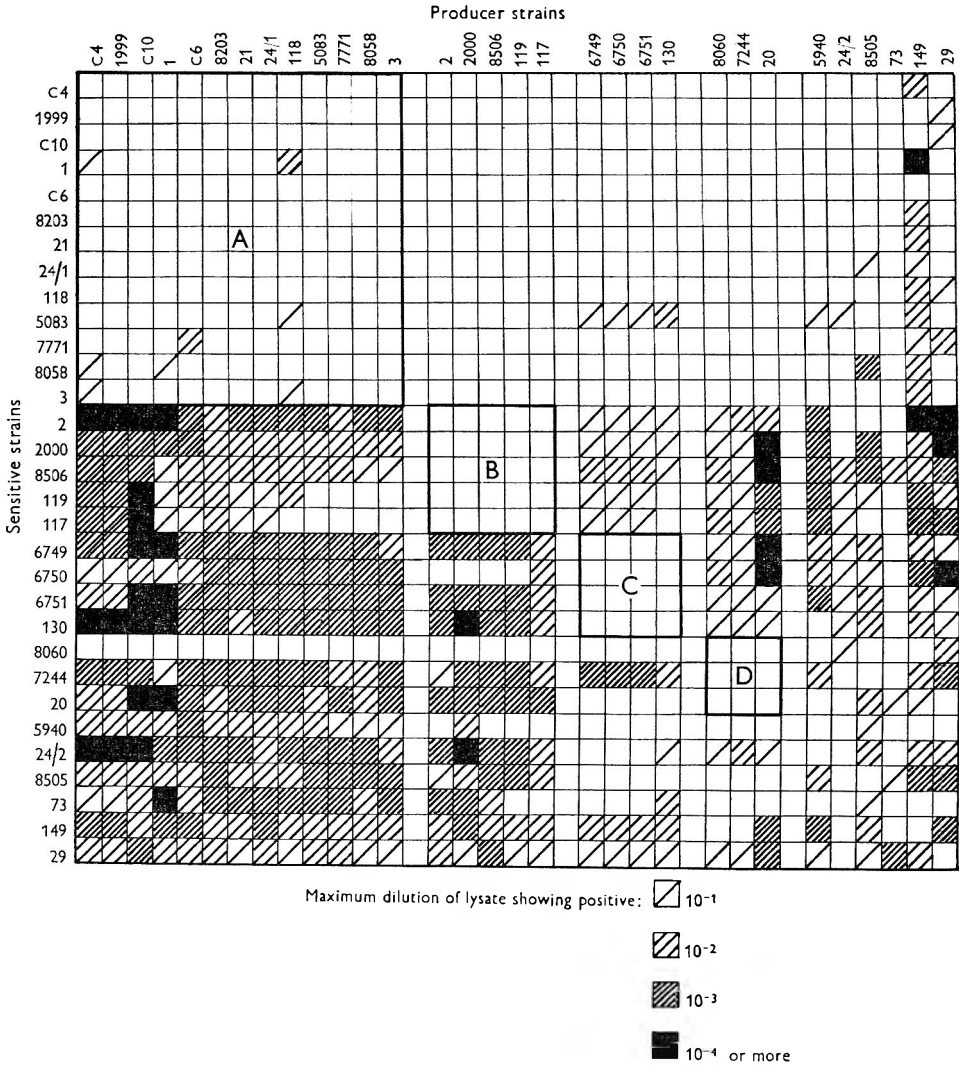 Producer strains
C4 1999 C10 1 C6 8203 21 24/1 118 5083 7771 8058 3 2 2000 8506 119 117 6749 6750 6751 130 8060 7244 20 5940 24/2 8505 73 149 29
Sensitive strains
C4
1999
C10
1
C6
8203
21
24/1
118
5083
7771
8058
3
2
2000
8506
119
117
6749
6750
6751
130
8060
7244
20
5940
24/2
8505
73
149
29
A
B
C
D
Maximum dilution of lysate showing positive: 10⁻¹
10⁻²
10⁻³
10⁻⁴ or more